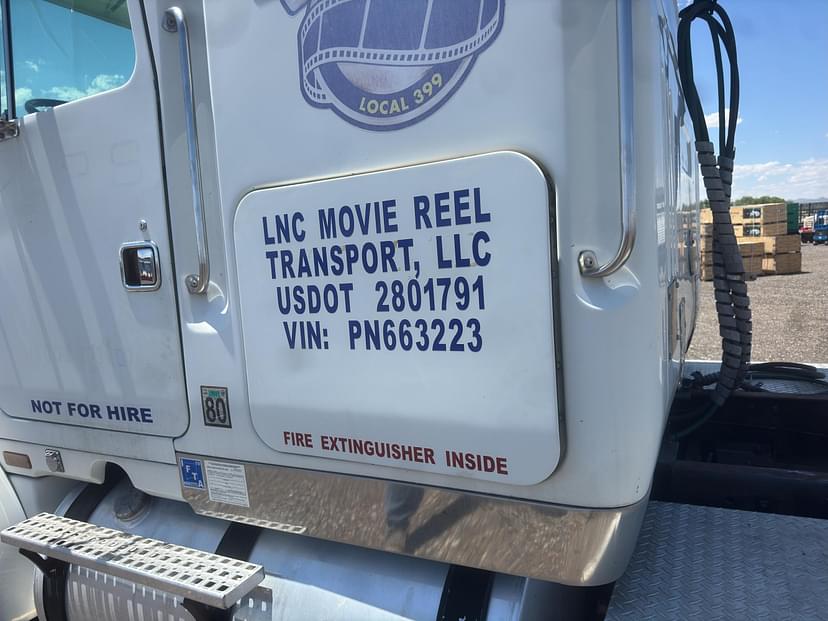 LOCAL 399
LNC MOVIE REEL
TRANSPORT, LLC
USDOT 2801791
VIN: PN663223
NOT FOR HIRE
80
FIRE EXTINGUISHER INSIDE
F
T
A